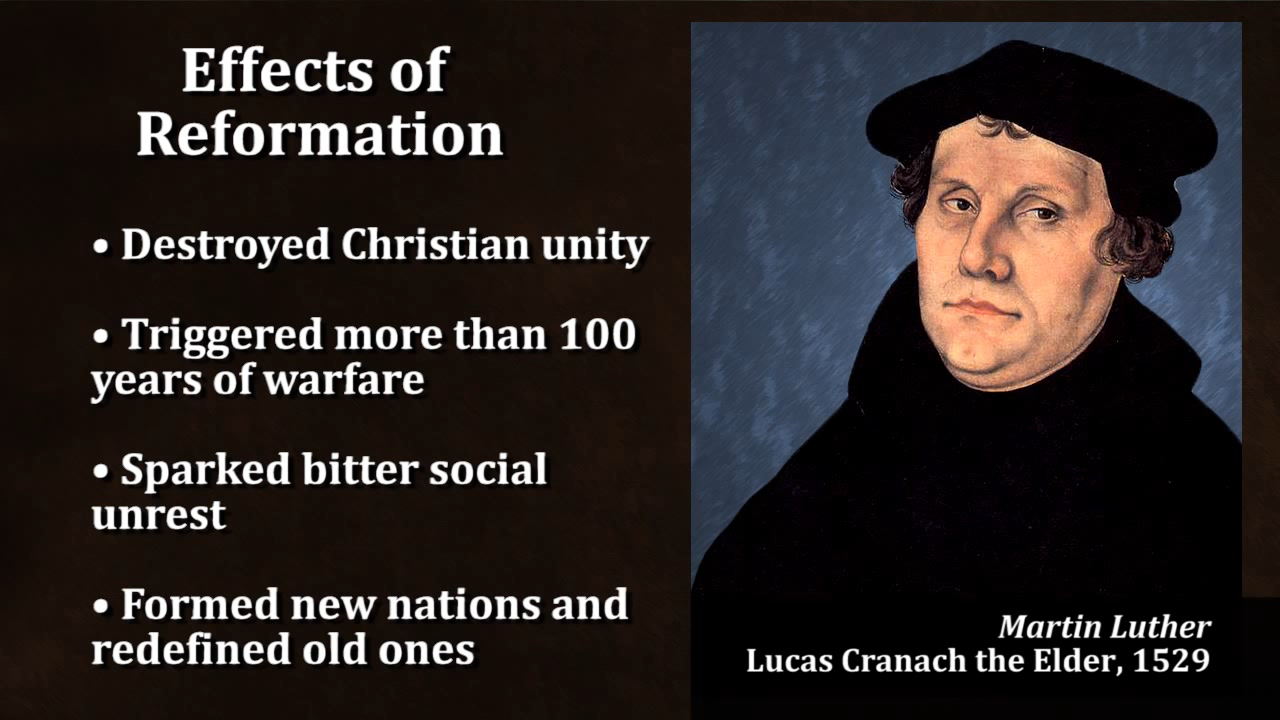 Effects of
Reformation
• Destroyed Christian unity
• Triggered more than 100
years of warfare
• Sparked bitter social
unrest
• Formed new nations and
redefined old ones
Martin Luther
Lucas Cranach the Elder, 1529